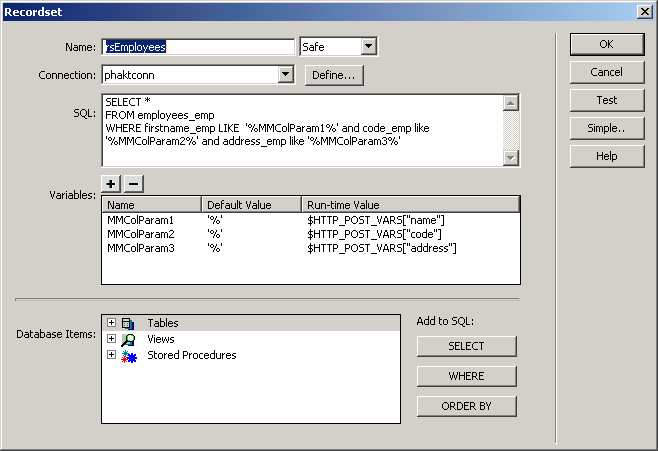 Recordset
Name: rsEmployees Safe OK
Connection: phaktconn Define... Cancel
SQL: SELECT *
FROM employees_emp
WHERE firstname_emp LIKE '%MMColParam1%' and code_emp like
'%MMColParam2%' and address_emp like '%MMColParam3%'
Test
Simple..
Help
Variables:
Name Default Value Run-time Value
MMColParam1 '%' $HTTP_POST_VARS["name"]
MMColParam2 '%' $HTTP_POST_VARS["code"]
MMColParam3 '%' $HTTP_POST_VARS["address"]
Database Items: Tables
Views
Stored Procedures
Add to SQL:
SELECT
WHERE
ORDER BY